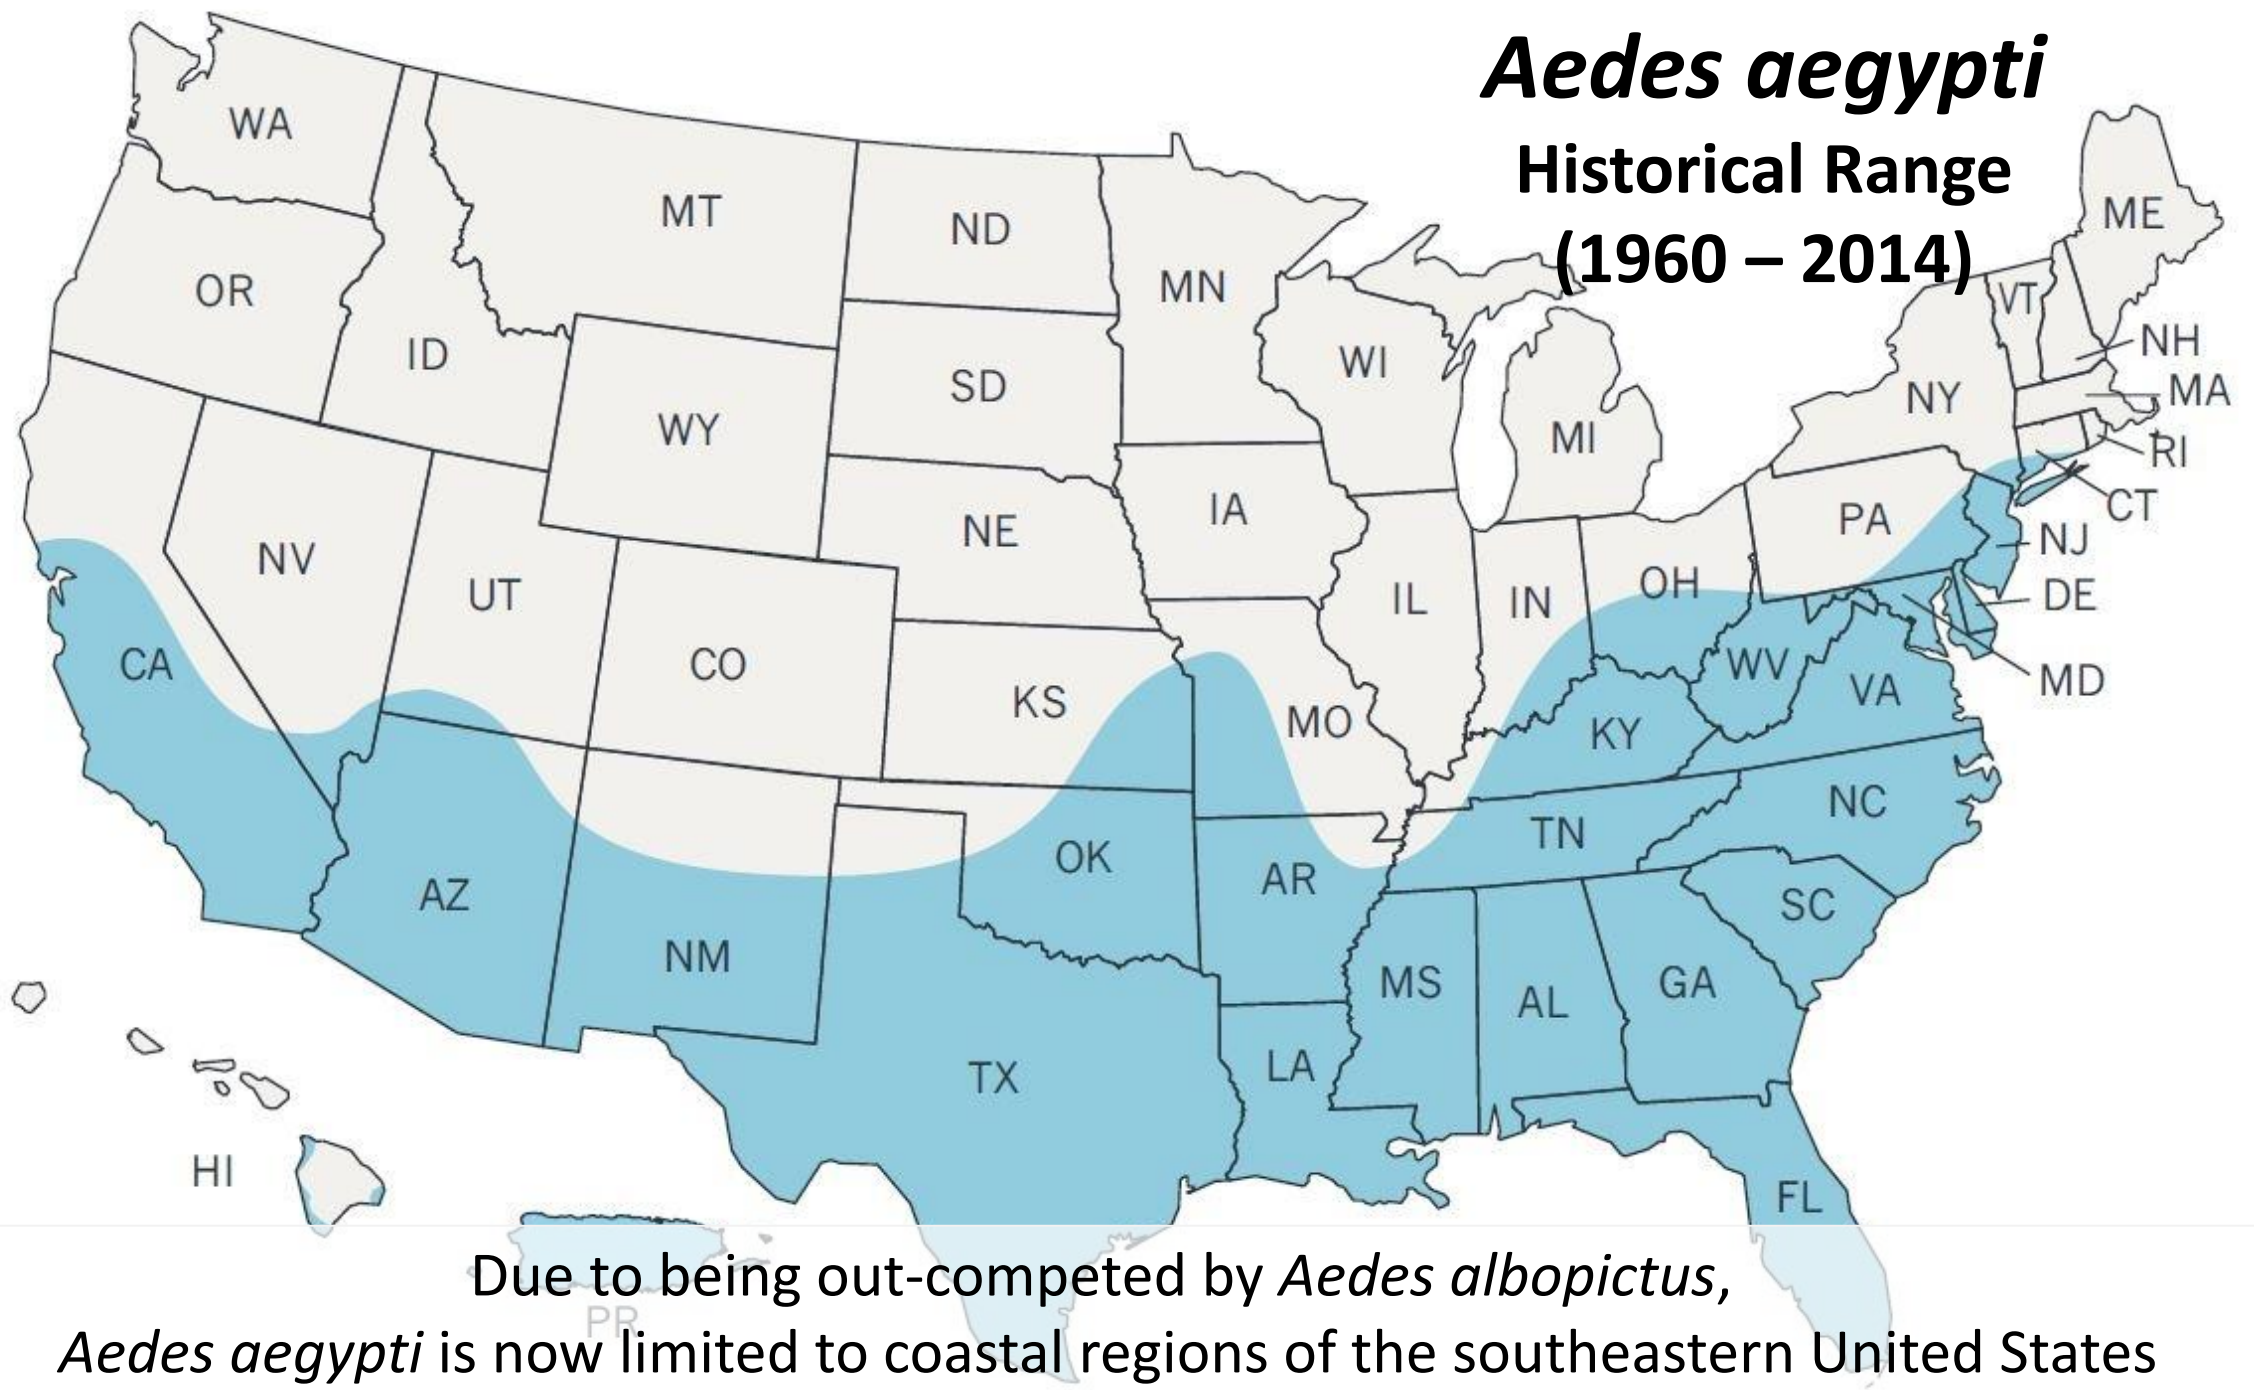 Aedes aegypti
Historical Range
(1960 – 2014)
WA
MT
ND
MN
OR
ID
SD
WI
MI
WY
ME
VT
NH
NY
MA
RI
CT
IA
NE
PA
NJ
NV
UT
CO
IL
IN
OH
DE
MD
CA
KS
MO
WV
VA
KY
NC
TN
AZ
OK
AR
SC
NM
MS
AL
GA
TX
LA
HI
FL
PR
Due to being out-competed by Aedes albopictus,
Aedes aegypti is now limited to coastal regions of the southeastern United States